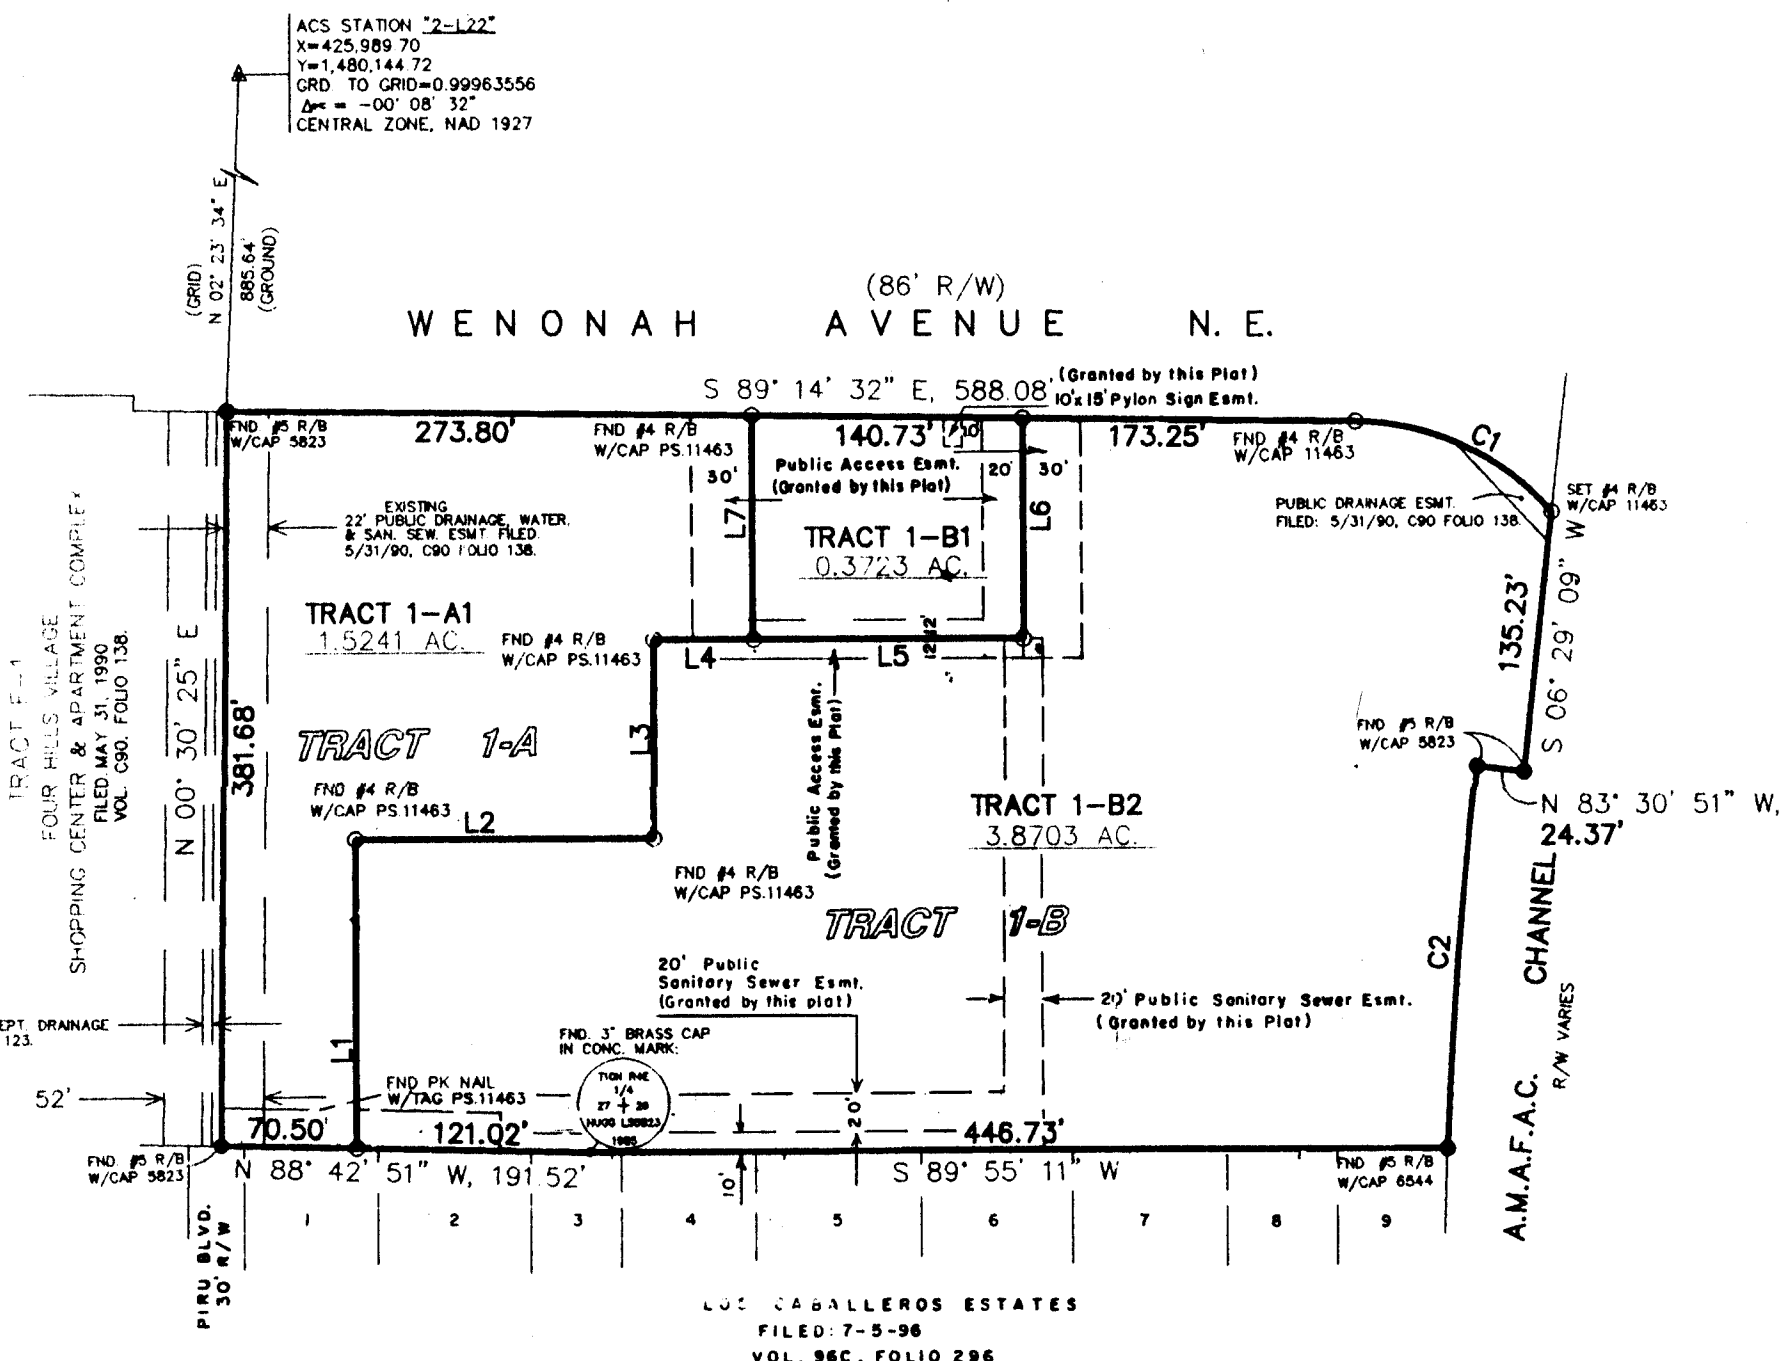 ACS STATION "2-L22"
X=425,989.70
Y=1,480,144.72
GRD TO GRID=0.99963556
= -00° 08' 32"
CENTRAL ZONE, NAD 1927
(GRID)
N 02° 23' 34" E
885.64'
(GROUND)
(86' R/W)
WENONAH AVENUE N. E.
S 89° 14' 32" E, 588.08'
(Granted by this Plat)
10'x 15' Pylon Sign Esmt.
FND #5 R/B
W/CAP 5823
273.80'
FND #4 R/B
W/CAP PS.11463
140.73'
10'
173.25'
FND #4 R/B
W/CAP 11463
C1
30'
Public Access Esmt.
(Granted by this Plat)
20'
30'
L7
L6
PUBLIC DRAINAGE ESMT.
FILED: 5/31/90, C90 FOLIO 138.
SET #4 R/B
W/CAP 11463
EXISTING
22' PUBLIC DRAINAGE, WATER,
& SAN. SEW. ESMT. FILED.
5/31/90, C90 FOLIO 138.
TRACT 1-B1
0.3723 AC.
TRACT 1-A1
1.5241 AC.
FND #4 R/B
W/CAP PS.11463
L4
L5
12'
12'
135.23'
S 06° 29' 09" W
TRACT F-1
FOUR HILLS VILLAGE
SHOPPING CENTER & APARTMENT COMPLEX
FILED MAY 31, 1990
VOL. C90. FOLIO 138.
N 00° 30' 25" E
381.68'
TRACT 1-A
L3
Public Access Esmt.
(Granted by this Plat)
FND #5 R/B
W/CAP 5823
FND #4 R/B
W/CAP PS.11463
L2
TRACT 1-B2
3.8703 AC.
N 83° 30' 51" W,
24.37'
FND #4 R/B
W/CAP PS.11463
TRACT 1-B
C2
A.M.A.F.A.C. CHANNEL
R/W VARIES
20' Public
Sanitary Sewer Esmt.
(Granted by this plat)
20' Public Sanitary Sewer Esmt.
(Granted by this Plat)
EPT. DRAINAGE
123.
L1
FND. 3" BRASS CAP
IN CONC. MARK:
1/4
27 + 26
1985
52'
FND PK NAIL
W/TAG PS.11463
20'
70.50'
121.02'
446.73'
FND. #5 R/B
W/CAP 5823
N 88° 42' 51" W, 191.52'
10'
S 89° 55' 11" W
FND #5 R/B
W/CAP 6544
PIRU BLVD.
30' R/W
1 2 3 4 5 6 7 8 9
CABALLEROS ESTATES
FILED: 7-5-96
VOL. 96C, FOLIO 296